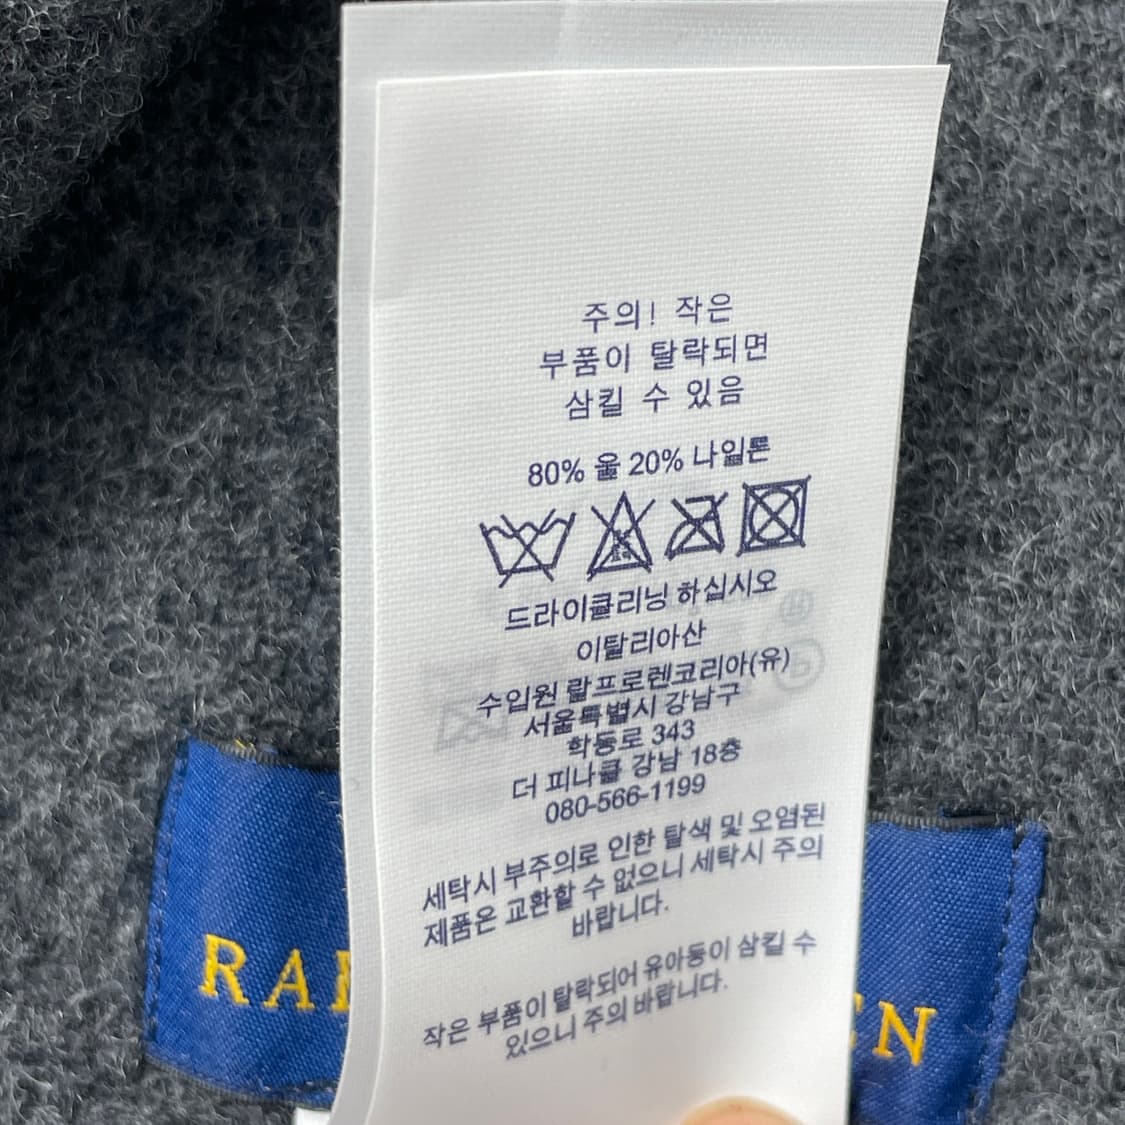 주의! 작은
부품이 탈락되면
삼킬 수 있음
80% 울 20% 나일론
드라이클리닝 하십시오
이탈리아산
수입원 랄프로렌코리아(유)
서울특별시 강남구
학동로 343
더 피나클 강남 18층
080-566-1199
세탁시 부주의로 인한 탈색 및 오염된
제품은 교환할 수 없으니 세탁시 주의
바랍니다.
작은 부품이 탈락되어 유아등이 삼킬 수
있으니 주의 바랍니다.